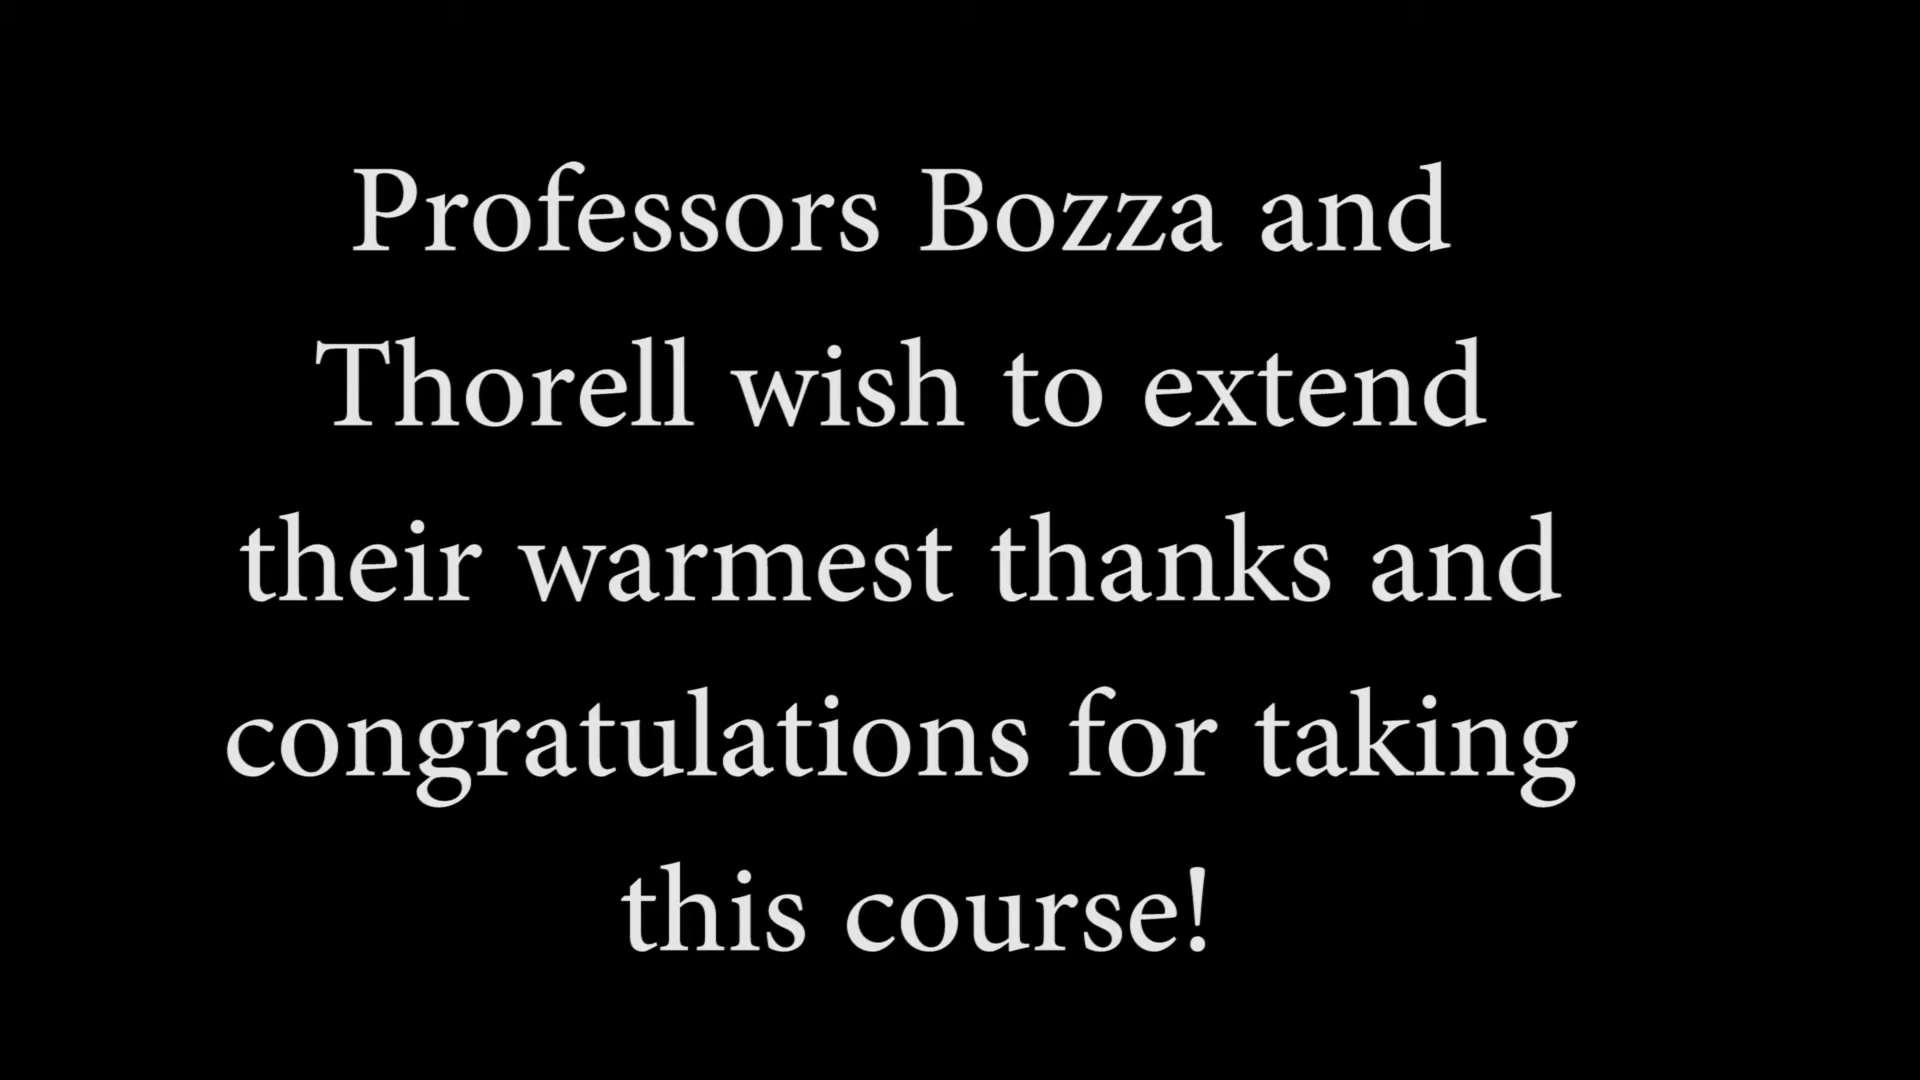 Professors Bozza and
Thorell wish to extend
their warmest thanks and
congratulations for taking
this course!